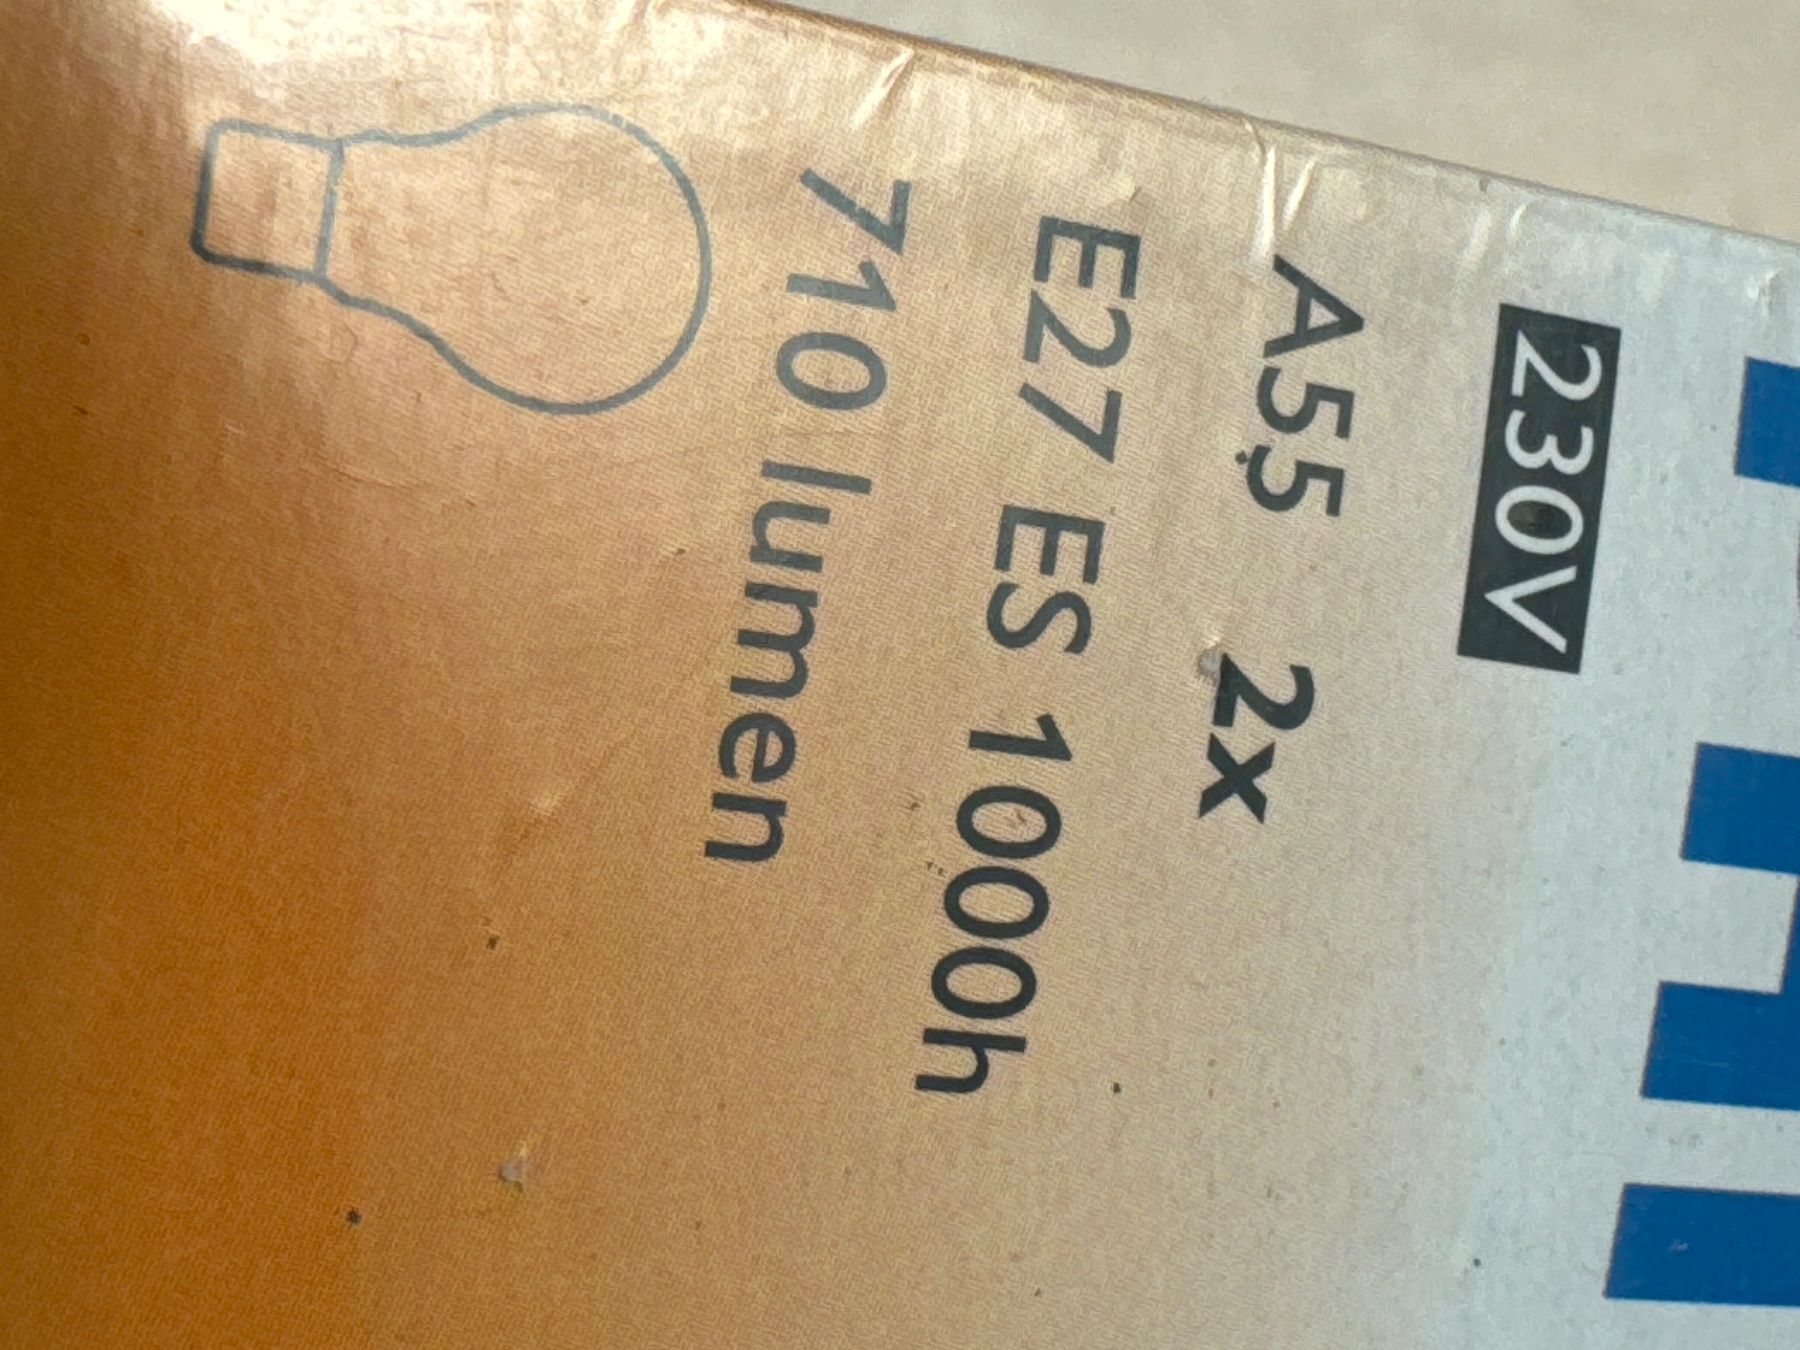 230V
A55 2x
E27 ES 1000h
710 lumen